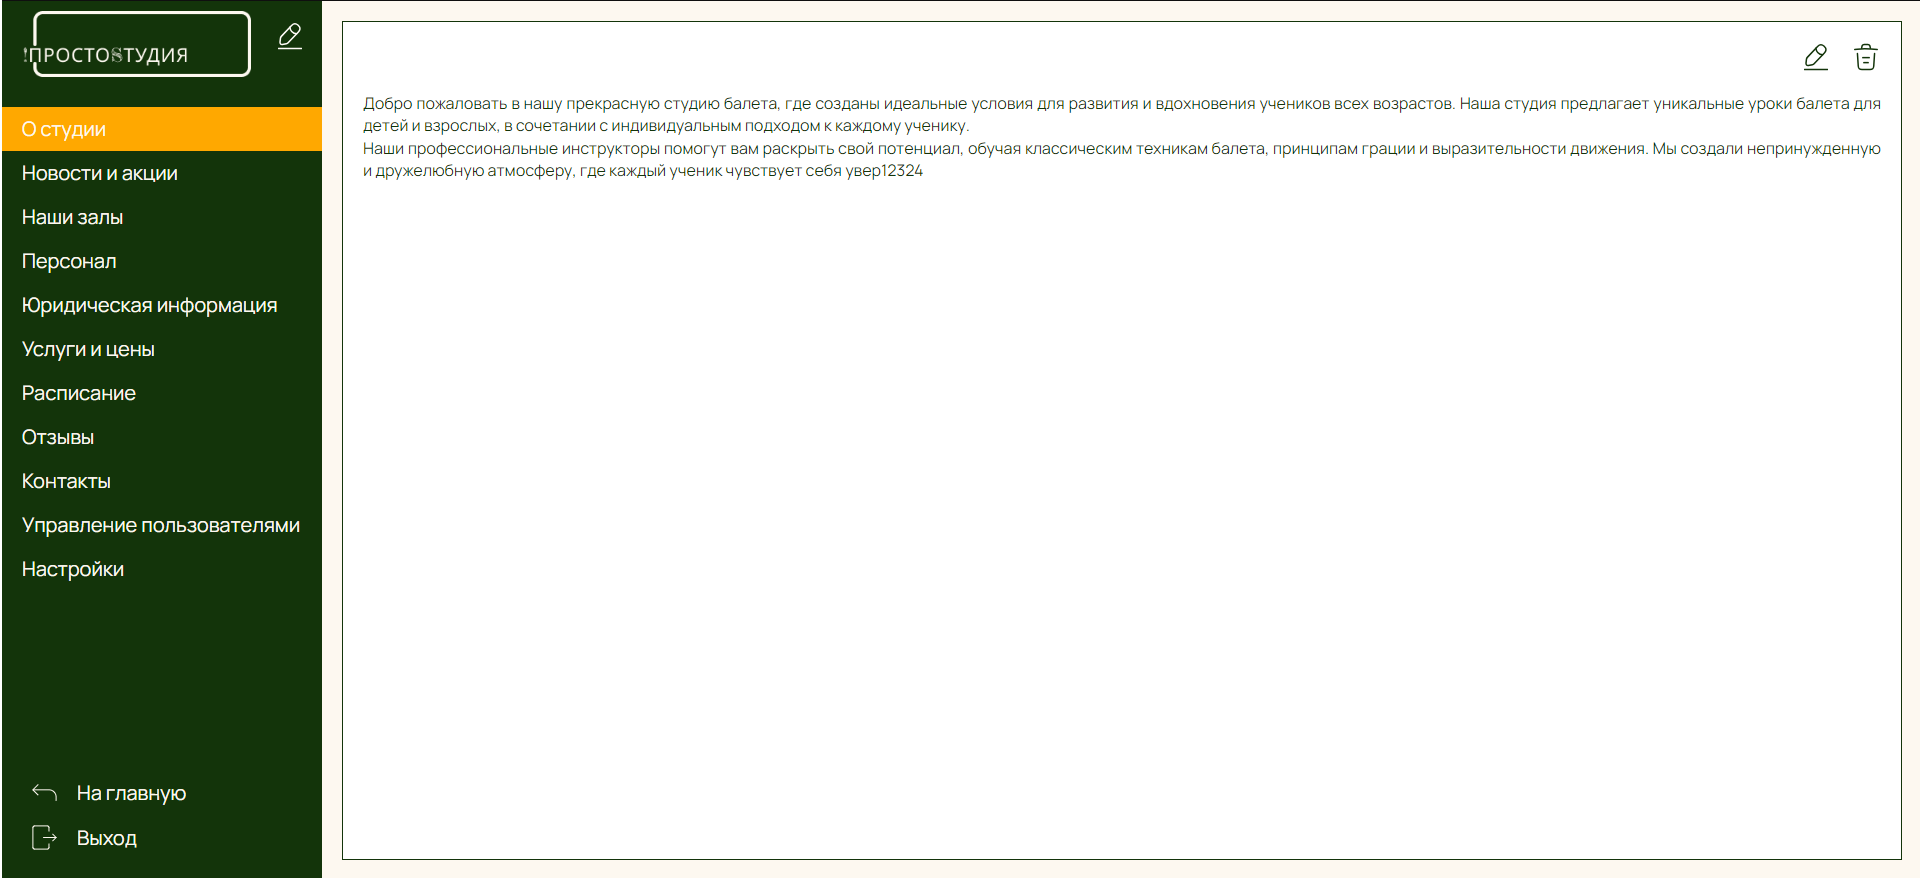 !ПРОСТОSТУДИЯ
О студии
Новости и акции
Наши залы
Персонал
Юридическая информация
Услуги и цены
Расписание
Отзывы
Контакты
Управление пользователями
Настройки
На главную
Выход
Добро пожаловать в нашу прекрасную студию балета, где созданы идеальные условия для развития и вдохновения учеников всех возрастов. Наша студия предлагает уникальные уроки балета для
детей и взрослых, в сочетании с индивидуальным подходом к каждому ученику.
Наши профессиональные инструкторы помогут вам раскрыть свой потенциал, обучая классическим техникам балета, принципам грации и выразительности движения. Мы создали непринужденную
и дружелюбную атмосферу, где каждый ученик чувствует себя увер12324